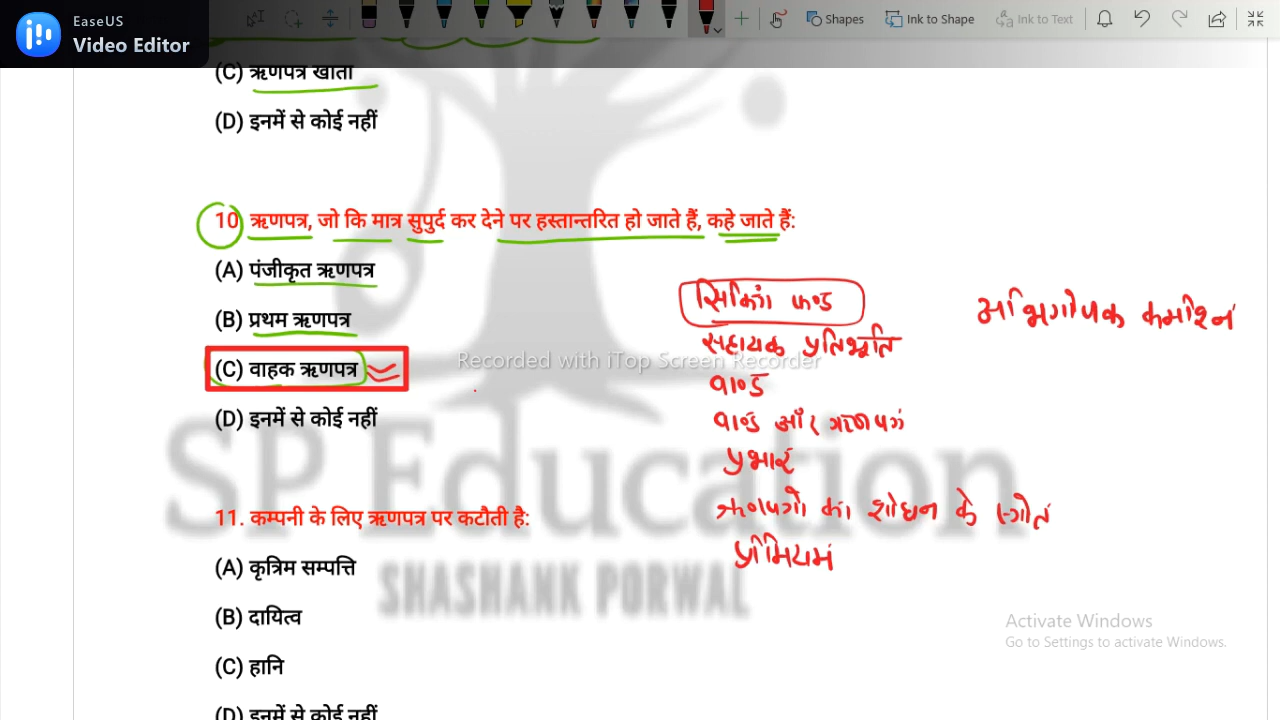 EaseUS
Video Editor
Shapes
Ink to Shape
Ink to Text
(C) ऋणपत्र खाता
(D) इनमें से कोई नहीं
10 ऋणपत्र, जो कि मात्र सुपुर्द कर देने पर हस्तान्तरित हो जाते हैं, कहे जाते हैं:
(A) पंजीकृत ऋणपत्र
(B) प्रथम ऋणपत्र
(C) वाहक ऋणपत्र
(D) इनमें से कोई नहीं
सिकिंग फण्ड
सहायक प्रतिभूति
बाण्ड
बाण्ड और ऋणपत्र
प्रभार
ऋणपत्रो का शोधन के स्त्रोत
प्रीमियम
अभिगोपक कमीशन
Recorded with iTop Screen Recorder
SP Education
SHASHANK PORWAL
11. कम्पनी के लिए ऋणपत्र पर कटौती है:
(A) कृत्रिम सम्पत्ति
(B) दायित्व
(C) हानि
(D) इनमें से कोई नहीं
Activate Windows
Go to Settings to activate Windows.